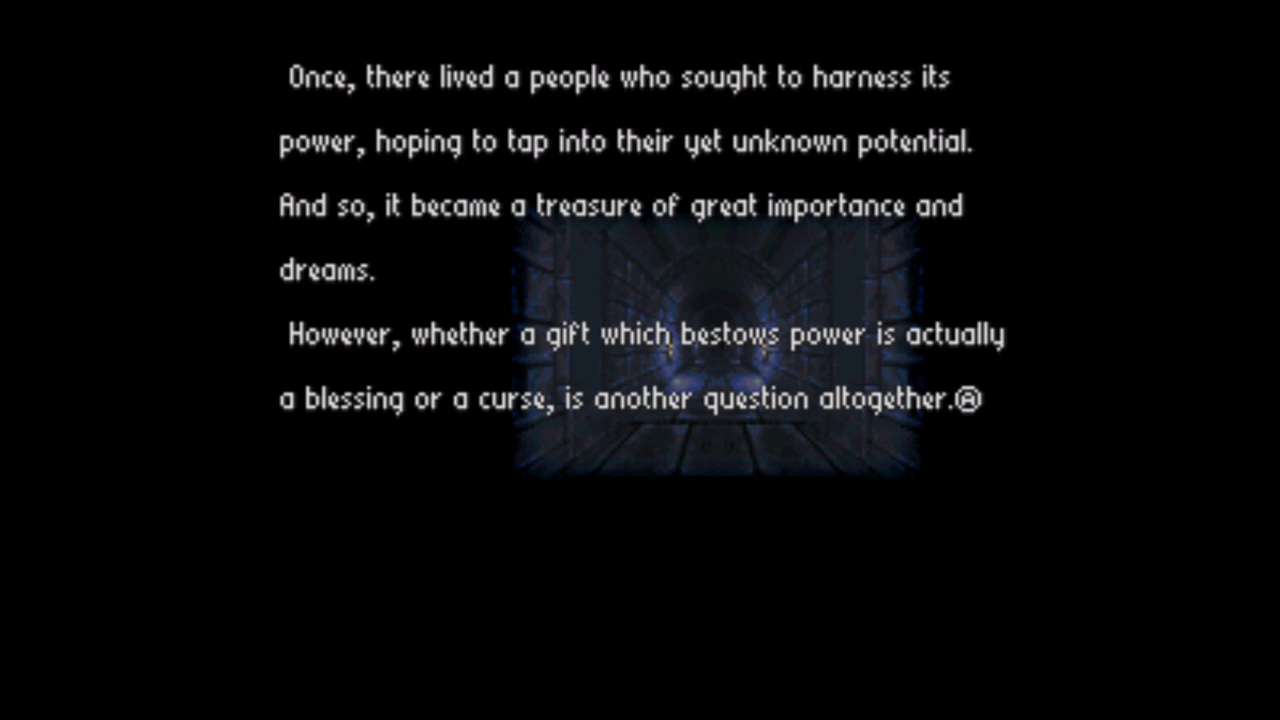 Once, there lived a people who sought to harness its
power, hoping to tap into their yet unknown potential.
And so, it became a treasure of great importance and
dreams.
However, whether a gift which bestows power is actually
a blessing or a curse, is another question altogether.Ⓐ